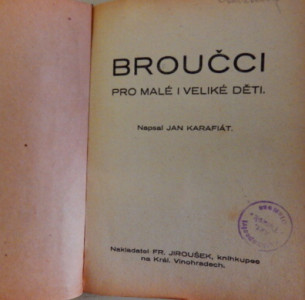 BROUČCI
PRO MALÉ I VELIKÉ DĚTI.
Napsal JAN KARAFIÁT.
Nakladatel FR. JIROUŠEK, knihkupec
na Král. Vinohradech.